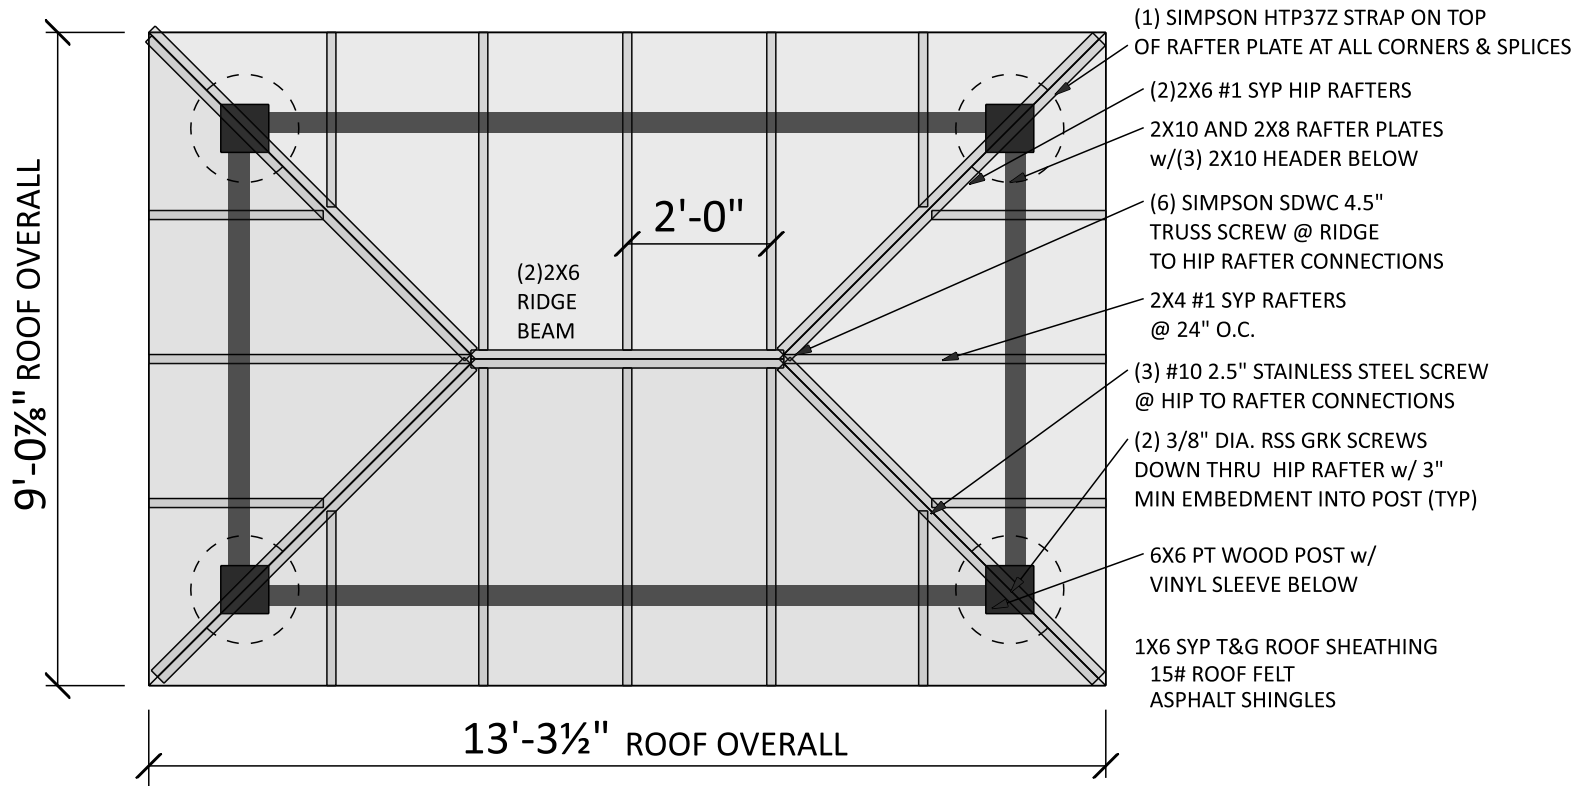 (1) SIMPSON HTP37Z STRAP ON TOP
OF RAFTER PLATE AT ALL CORNERS & SPLICES
(2)2X6 #1 SYP HIP RAFTERS
2X10 AND 2X8 RAFTER PLATES
w/(3) 2X10 HEADER BELOW
(6) SIMPSON SDWC 4.5"
TRUSS SCREW @ RIDGE
TO HIP RAFTER CONNECTIONS
2X4 #1 SYP RAFTERS
@ 24" O.C.
(3) #10 2.5" STAINLESS STEEL SCREW
@ HIP TO RAFTER CONNECTIONS
(2) 3/8" DIA. RSS GRK SCREWS
DOWN THRU HIP RAFTER w/ 3"
MIN EMBEDMENT INTO POST (TYP)
6X6 PT WOOD POST w/
VINYL SLEEVE BELOW
1X6 SYP T&G ROOF SHEATHING
15# ROOF FELT
ASPHALT SHINGLES
2'-0"
(2)2X6
RIDGE
BEAM
9'-0⅞" ROOF OVERALL
13'-3½" ROOF OVERALL